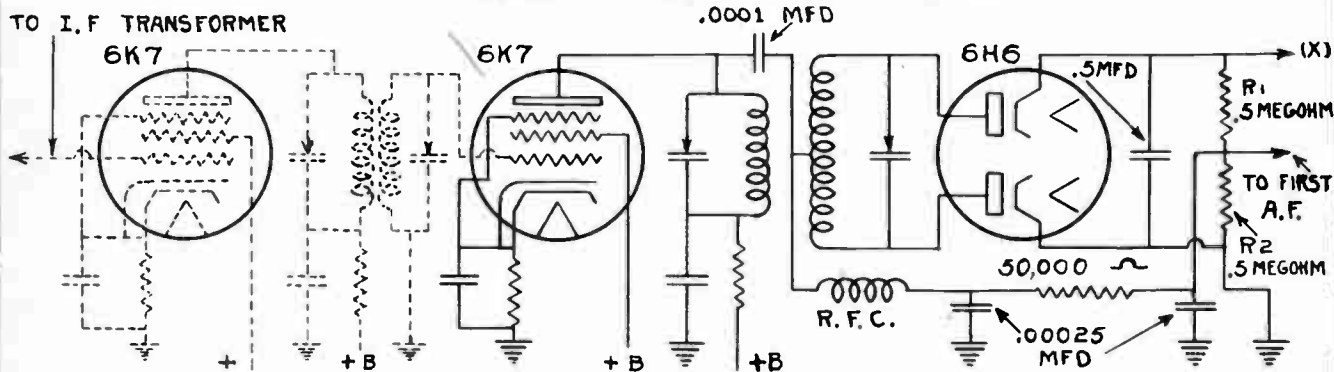 TO I.F TRANSFORMER
6K7
6K7
.0001 MFD
6H6
.5MFD
(X)
R1
.5 MEGOHM
TO FIRST
A.F.
R2
.5 MEGOHM
50,000
R.F.C.
.00025
MFD
+
+B
+B
+B